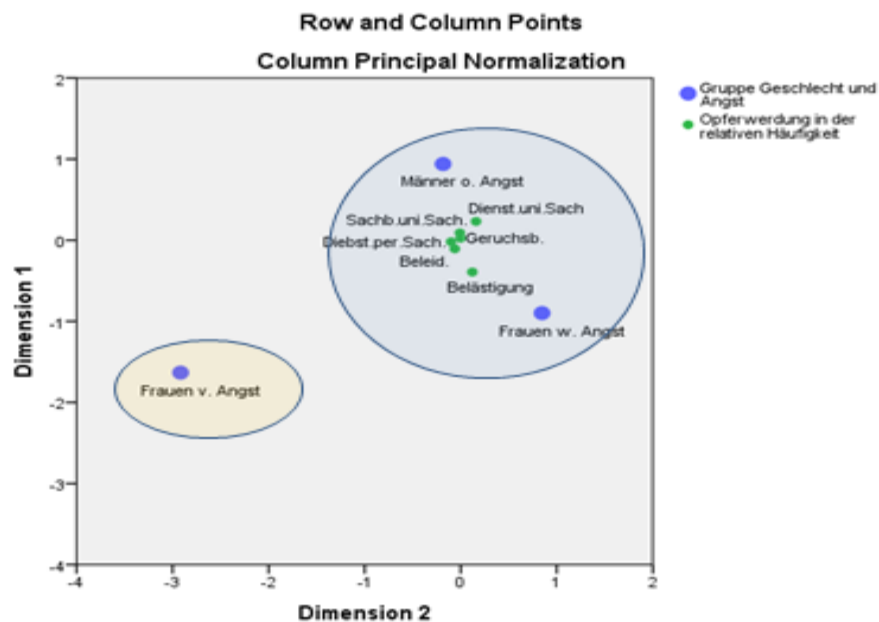 Row and Column Points
Column Principal Normalization
Gruppe Geschlecht und
Angst
Opferwerdung in der
relativen Häufigkeit
2
1
0
-1
-2
-3
-4
Dimension 1
Männer o. Angst
Dienst.uni.Sach
Sachb.uni.Sach.
Geruchsb.
Diebst.per.Sach.
Beleid.
Belästigung
Frauen w. Angst
Frauen v. Angst
-4 -3 -2 -1 0 1 2
Dimension 2